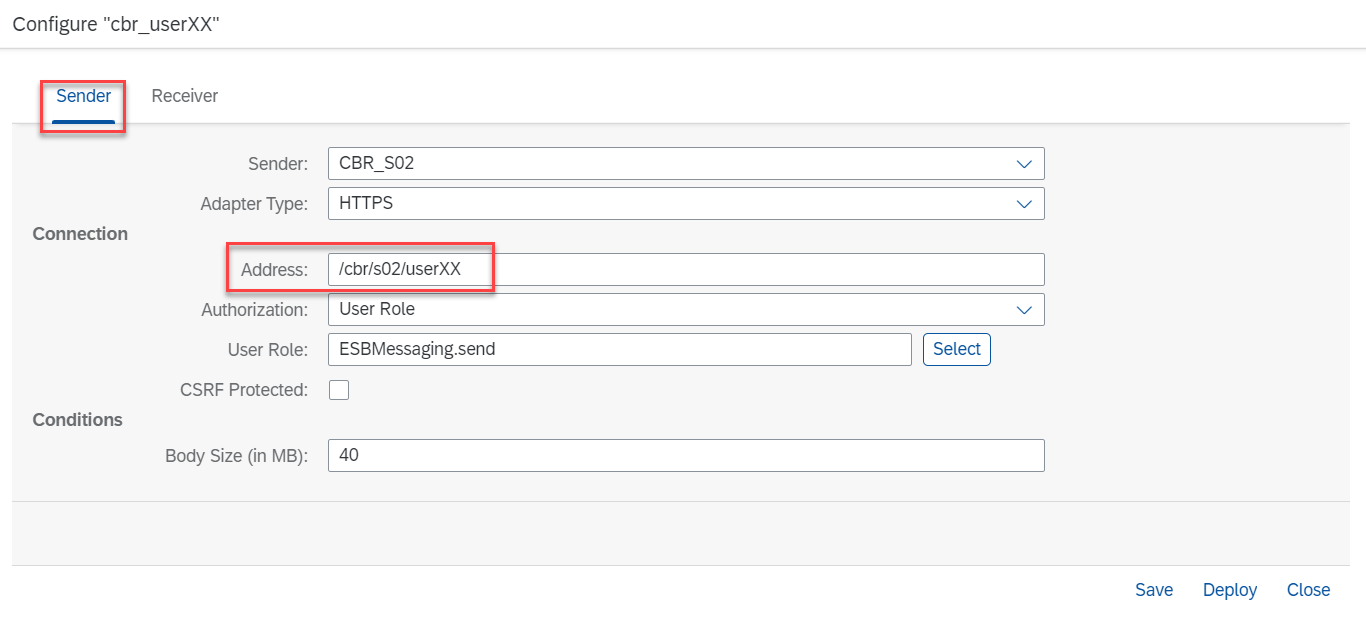 Configure "cbr_userXX"
Sender Receiver
Sender: CBR_S02
Adapter Type: HTTPS
Connection
Address: /cbr/s02/userXX
Authorization: User Role
User Role: ESBMessaging.send Select
CSRF Protected:
Conditions
Body Size (in MB): 40
Save Deploy Close